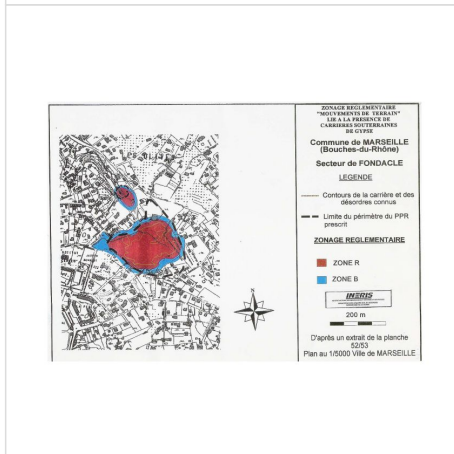 ZONAGE REGLEMENTAIRE
"MOUVEMENTS DE TERRAIN"
LIE A LA PRESENCE DE
CARRIERES SOUTERRAINES
DE GYPSE
Commune de MARSEILLE
(Bouches-du-Rhône)
Secteur de FONDACLE
LEGENDE
Contours de la carrière et des
désordres connus
Limite du périmètre du PPR
prescrit
ZONAGE REGLEMENTAIRE
ZONE R
ZONE B
INERIS
200 m
D'après un extrait de la planche
52/53
Plan au 1/5000 Ville de MARSEILLE
N